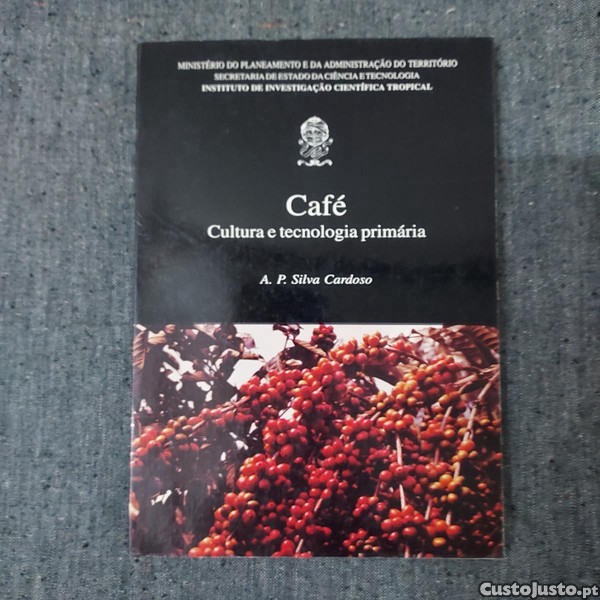 MINISTÉRIO DO PLANEAMENTO E DA ADMINISTRAÇÃO DO TERRITÓRIO
SECRETARIA DE ESTADO DA CIÊNCIA E TECNOLOGIA
INSTITUTO DE INVESTIGAÇÃO CIENTÍFICA TROPICAL
Café
Cultura e tecnologia primária
A. P. Silva Cardoso
CustoJusto.pt